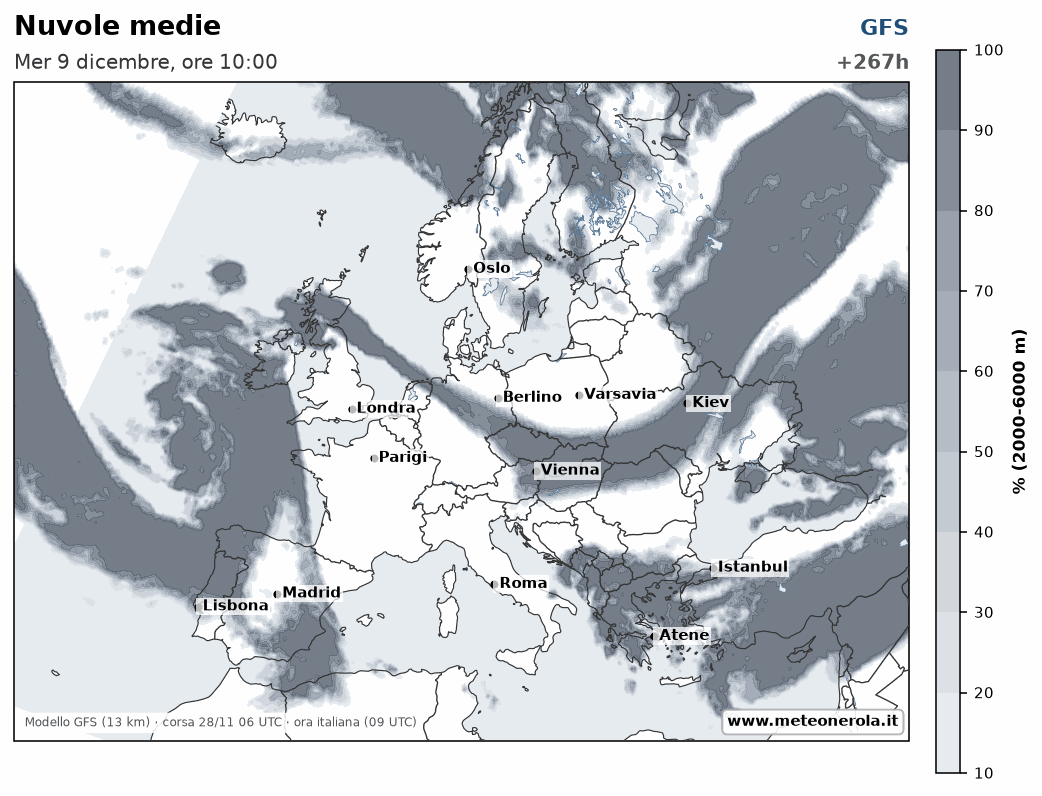 Nuvole medie
GFS
Mer 9 dicembre, ore 10:00
+267h
100
90
80
70
60
50
40
30
20
10
% (2000-6000 m)
Oslo
Berlino
Varsavia
Kiev
Londra
Parigi
Vienna
Istanbul
Roma
Madrid
Lisbona
Atene
Modello GFS (13 km) · corsa 28/11 06 UTC · ora italiana (09 UTC)
www.meteonerola.it